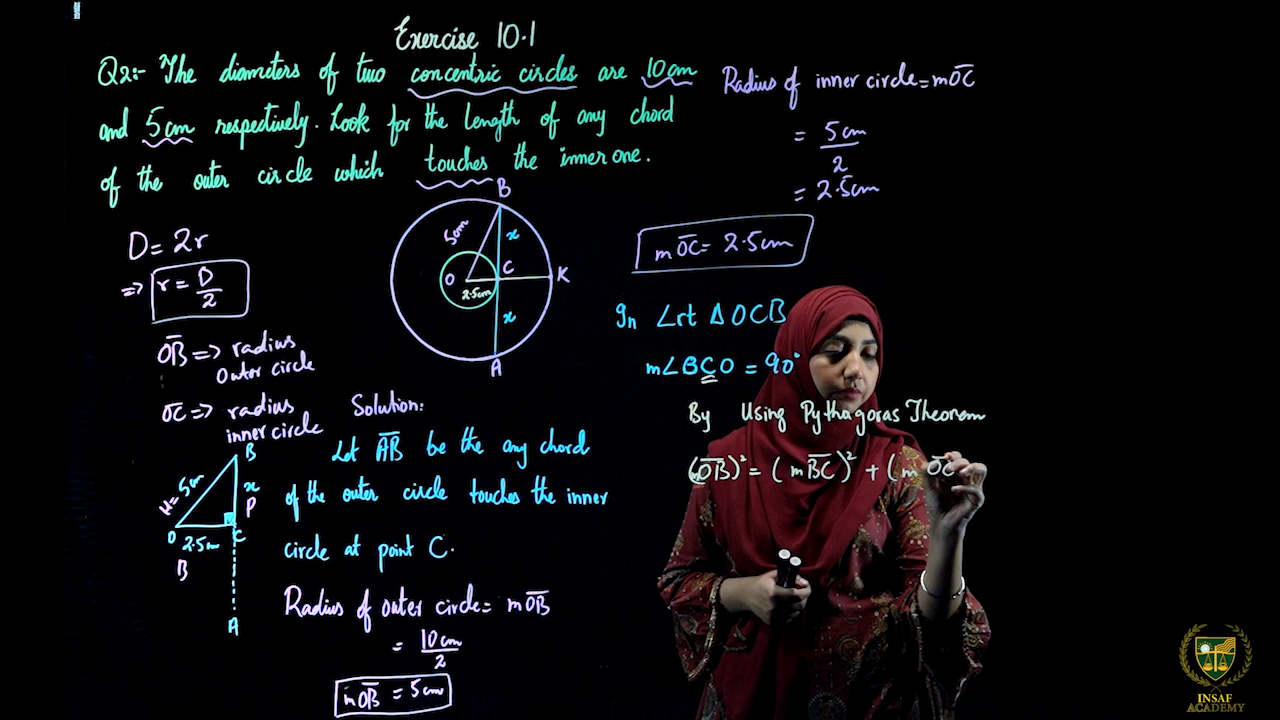 Exercise 10.1
Q2:- The diameters of two concentric circles are 10cm
and 5cm respectively. Look for the length of any chord
of the outer circle which touches the inner one.
D = 2r
=> r = D/2
OB => radius
outer circle
OC => radius
inner circle
B
H = 5cm
x
P
O
2.5cm
C
B
A
B
5cm
x
O
C
K
2.5cm
x
A
Solution:
Let AB be the any chord
of the outer circle touches the inner
circle at point C.
Radius of outer circle = mOB
= 10cm/2
mOB = 5cm
Radius of inner circle = mOC
= 5cm/2
= 2.5cm
mOC = 2.5cm
In ∠rt ΔOCB
m∠BCO = 90°
By Using Pythagoras Theorem
(mOB)² = (mBC)² + (m OC
INSAF
ACADEMY